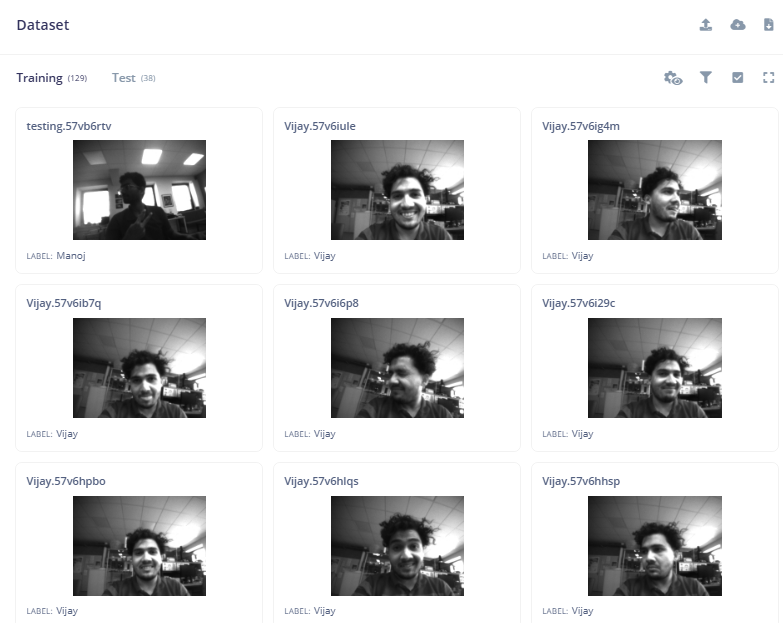 Dataset
Training (129) Test (38)
testing.57vb6rtv Vijay.57v6iule Vijay.57v6ig4m
LABEL: Manoj LABEL: Vijay LABEL: Vijay
Vijay.57v6ib7q Vijay.57v6i6p8 Vijay.57v6i29c
LABEL: Vijay LABEL: Vijay LABEL: Vijay
Vijay.57v6hpbo Vijay.57v6hlqs Vijay.57v6hhsp
LABEL: Vijay LABEL: Vijay LABEL: Vijay